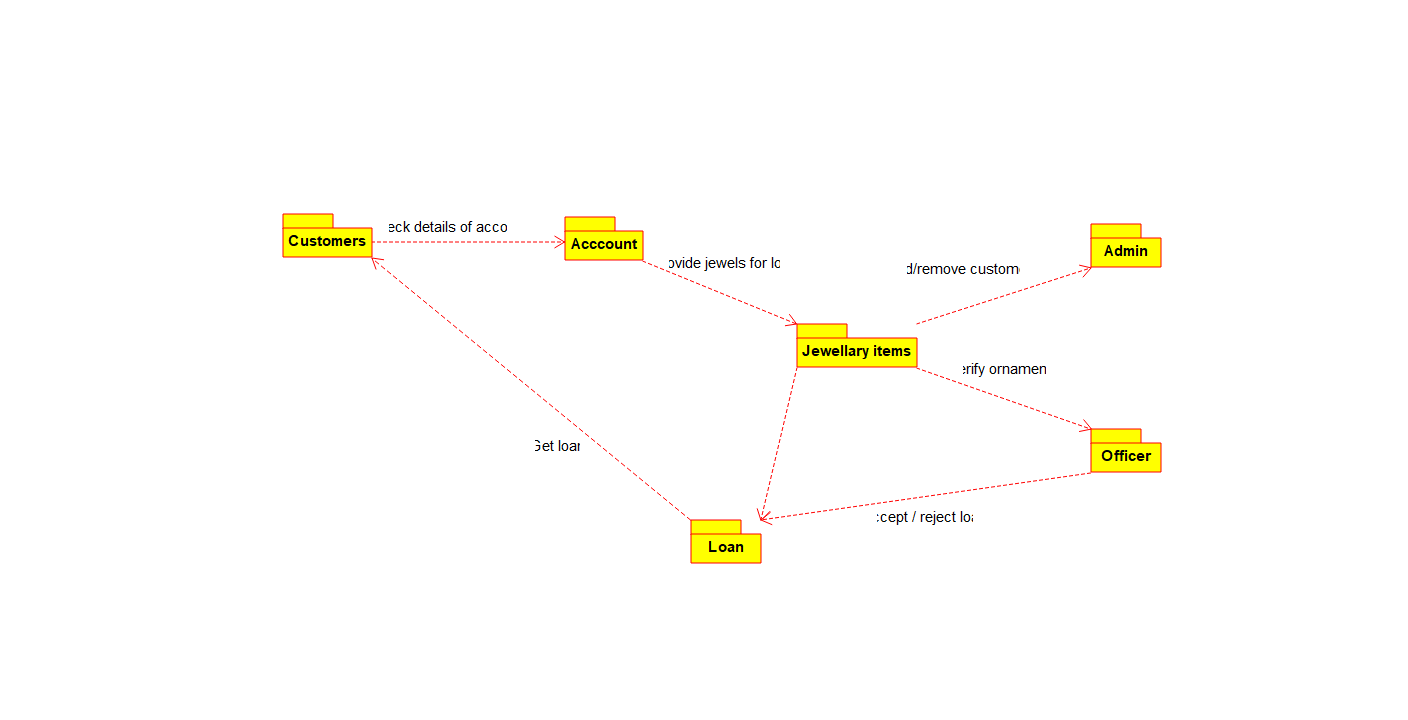 Customers
eck details of acco
Acccount
ovide jewels for lo
d/remove custom
Admin
Jewellary items
erify ornamen
Officer
Get loan
ccept / reject loa
Loan